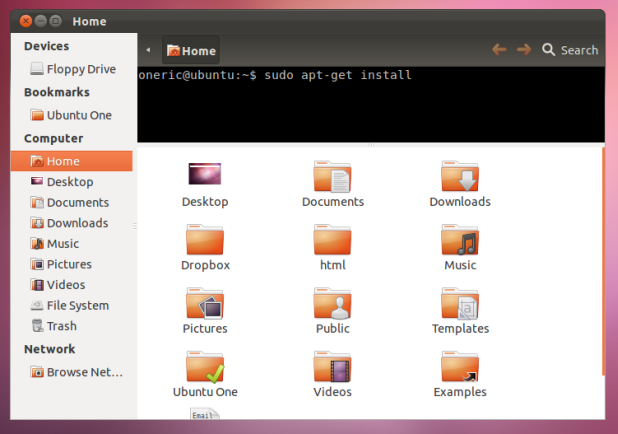 Home
Devices
Floppy Drive
Bookmarks
Ubuntu One
Computer
Home
Desktop
Documents
Downloads
Music
Pictures
Videos
File System
Trash
Network
Browse Net...
Home
Search
oneric@ubuntu:~$ sudo apt-get install
Desktop
Documents
Downloads
Dropbox
html
Music
Pictures
Public
Templates
Ubuntu One
Videos
Examples
Email